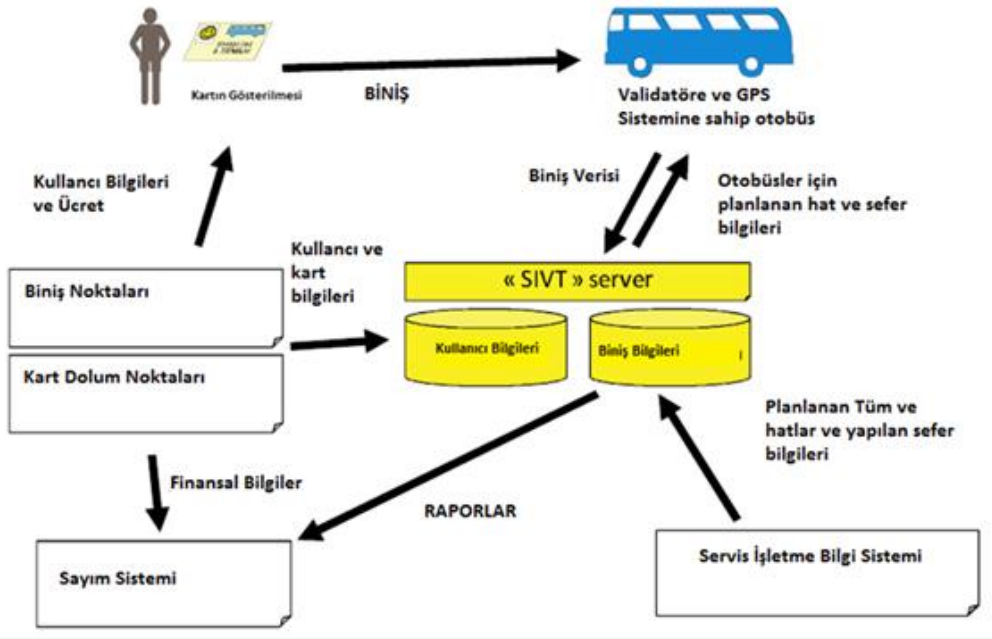 Kartın Gösterilmesi
BİNİŞ
Validatöre ve GPS
Sistemine sahip otobüs
Kullancı Bilgileri
ve Ücret
Biniş Verisi
Otobüsler için
planlanan hat ve sefer
bilgileri
Kullancı ve
kart
bilgileri
« SIVT » server
Biniş Noktaları
Kullanıcı Bilgileri
Biniş Bilgileri
Kart Dolum Noktaları
Planlanan Tüm ve
hatlar ve yapılan sefer
bilgileri
Finansal Bilgiler
RAPORLAR
Sayım Sistemi
Servis İşletme Bilgi Sistemi